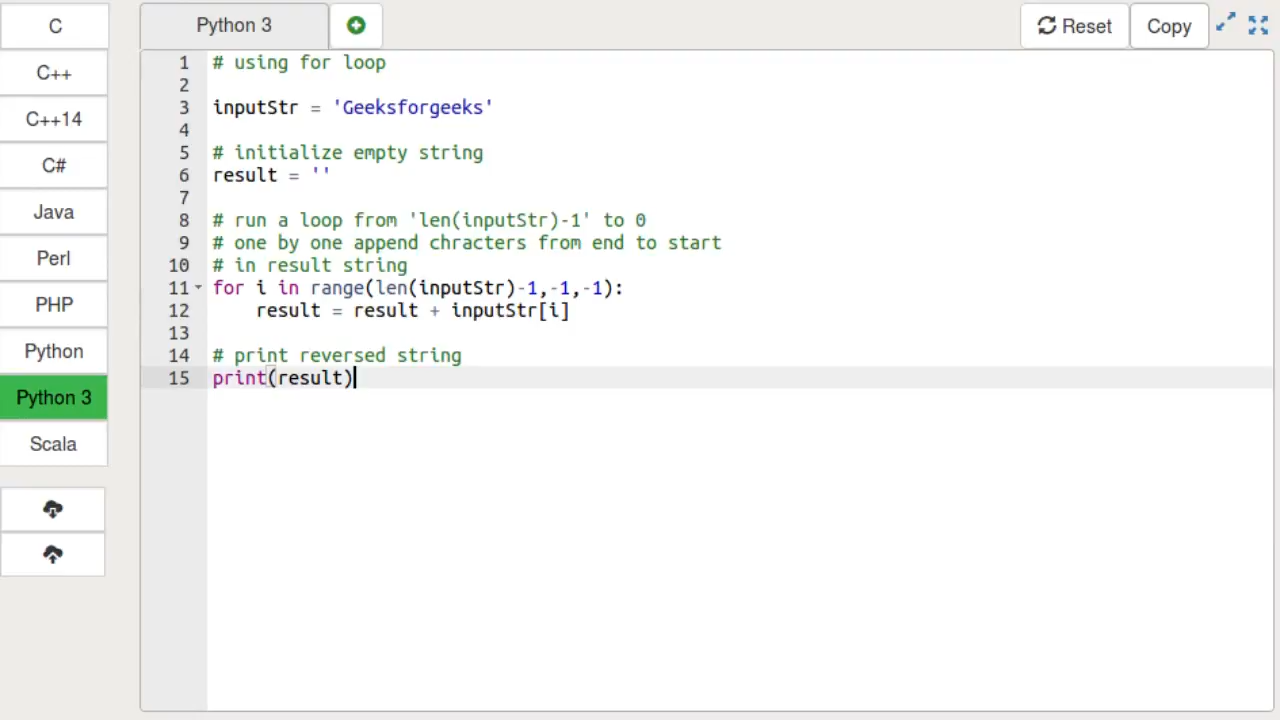 C
C++
C++14
C#
Java
Perl
PHP
Python
Python 3
Scala
Python 3
Reset
Copy
1 # using for loop
2
3 inputStr = 'Geeksforgeeks'
4
5 # initialize empty string
6 result = ''
7
8 # run a loop from 'len(inputStr)-1' to 0
9 # one by one append chracters from end to start
10 # in result string
11 for i in range(len(inputStr)-1,-1,-1):
12     result = result + inputStr[i]
13
14 # print reversed string
15 print(result)